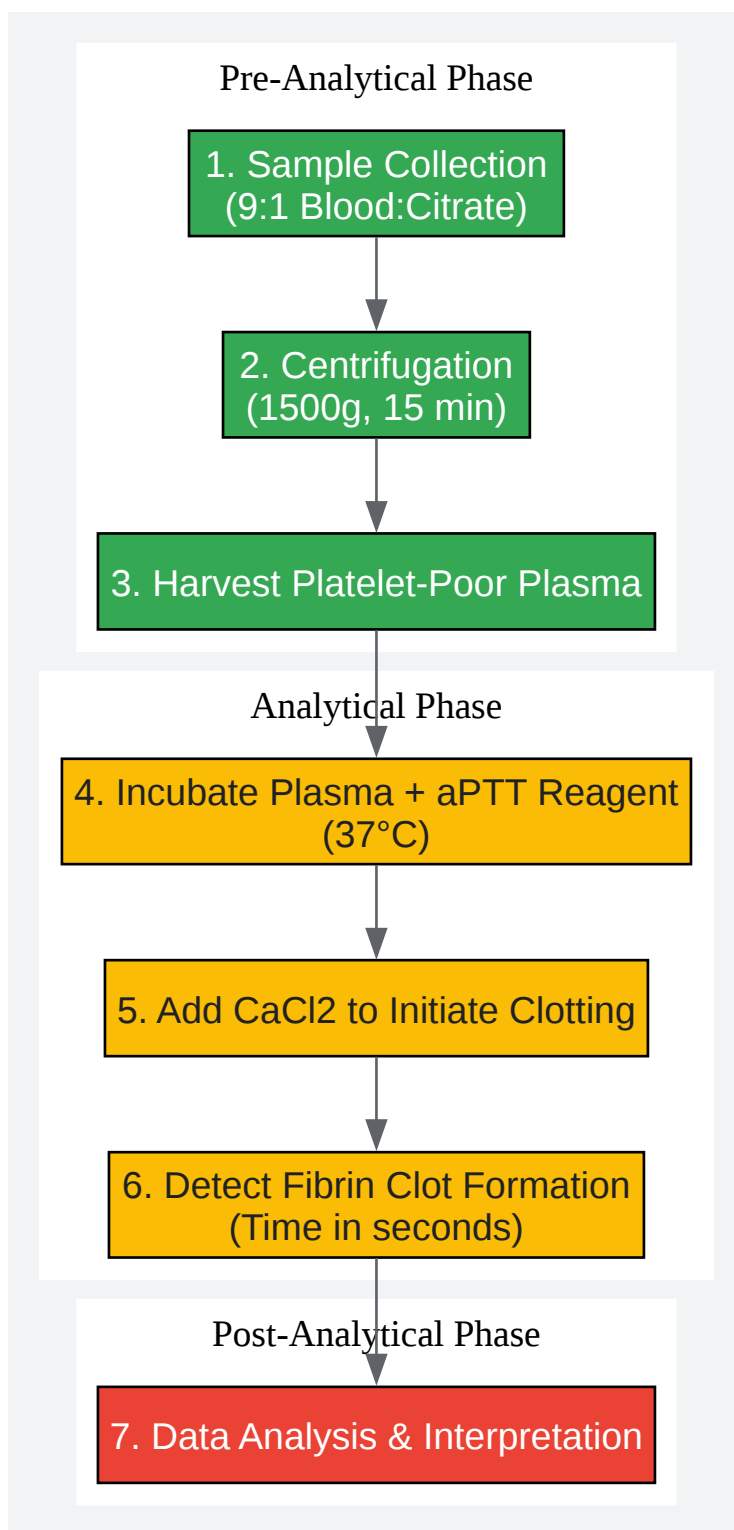 Pre-Analytical Phase
1. Sample Collection
(9:1 Blood:Citrate)
2. Centrifugation
(1500g, 15 min)
3. Harvest Platelet-Poor Plasma
Analytical Phase
4. Incubate Plasma + aPTT Reagent
(37°C)
5. Add CaCl2 to Initiate Clotting
6. Detect Fibrin Clot Formation
(Time in seconds)
Post-Analytical Phase
7. Data Analysis & Interpretation